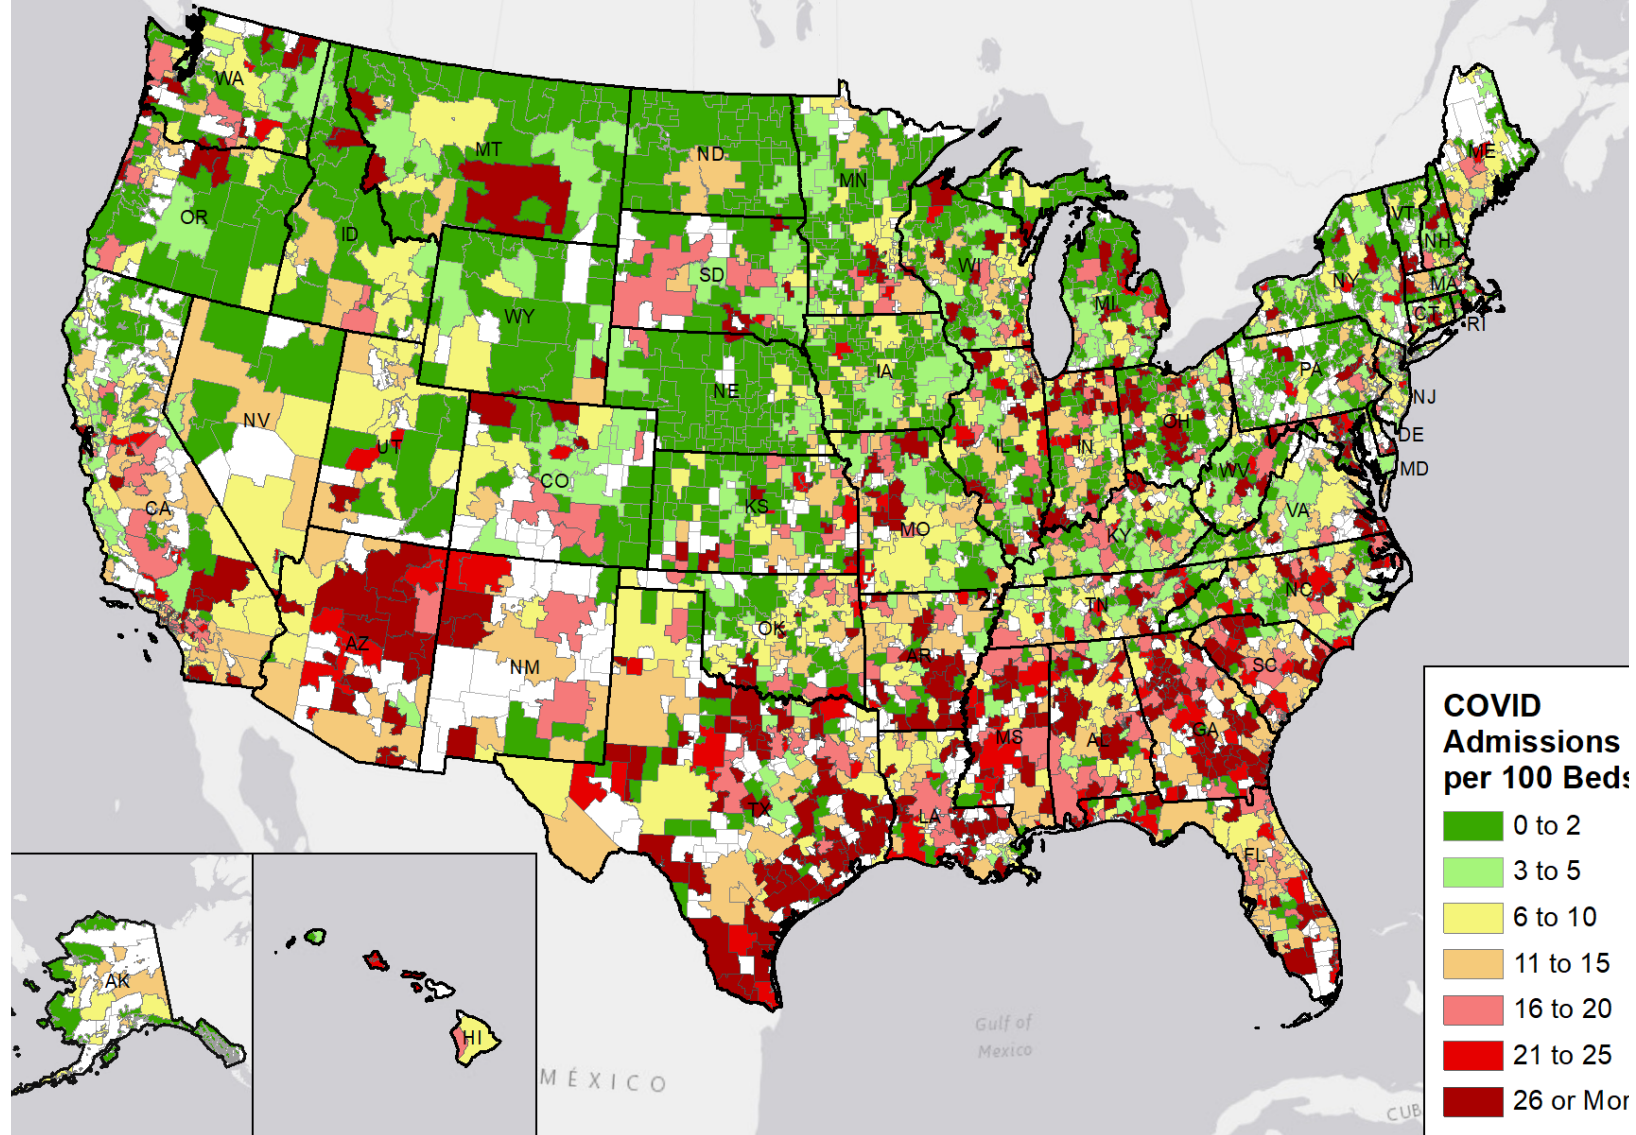 WA
MT
ND
MN
ME
OR
ID
SD
WI
VT
NH
NY
MA
MI
CT
RI
WY
IA
NE
PA
NJ
NV
UT
CO
IL
IN
OH
DE
MD
WV
CA
KS
MO
KY
VA
NC
TN
AZ
NM
OK
AR
SC
MS
AL
GA
TX
LA
FL
AK
HI
Gulf of
Mexico
MÉXICO
CUB
COVID
Admissions
per 100 Beds
0 to 2
3 to 5
6 to 10
11 to 15
16 to 20
21 to 25
26 or Mor